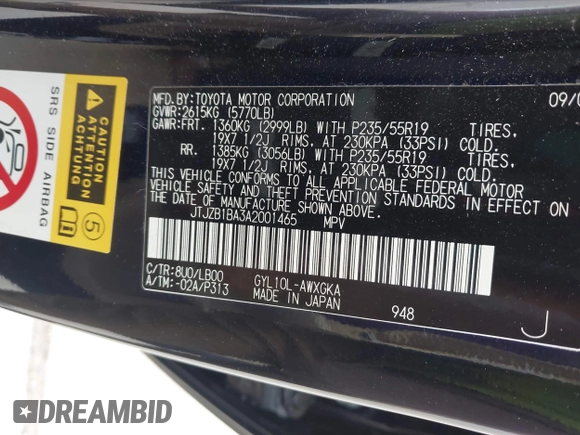 CAUTION
ATTENTION
ACHTUNG
SRS SIDE AIRBAG
5
MFD. BY: TOYOTA MOTOR CORPORATION 09/0
GVWR: 2615KG (5770LB)
GAWR: FRT. 1360KG (2999LB) WITH P235/55R19 TIRES,
19X7 1/2J RIMS, AT 230KPA (33PSI) COLD.
RR. 1385KG (3056LB) WITH P235/55R19 TIRES,
19X7 1/2J RIMS, AT 230KPA (33PSI) COLD.
THIS VEHICLE CONFORMS TO ALL APPLICABLE FEDERAL MOTOR
VEHICLE SAFETY AND THEFT PREVENTION STANDARDS IN EFFECT ON
THE DATE OF MANUFACTURE SHOWN ABOVE.
JTJZB1BA3A2001465 MPV
C/TR: 8U0/LB00 GYL10L-AWXGKA
A/TM: -02A/P313 MADE IN JAPAN 948
J
DREAMBID